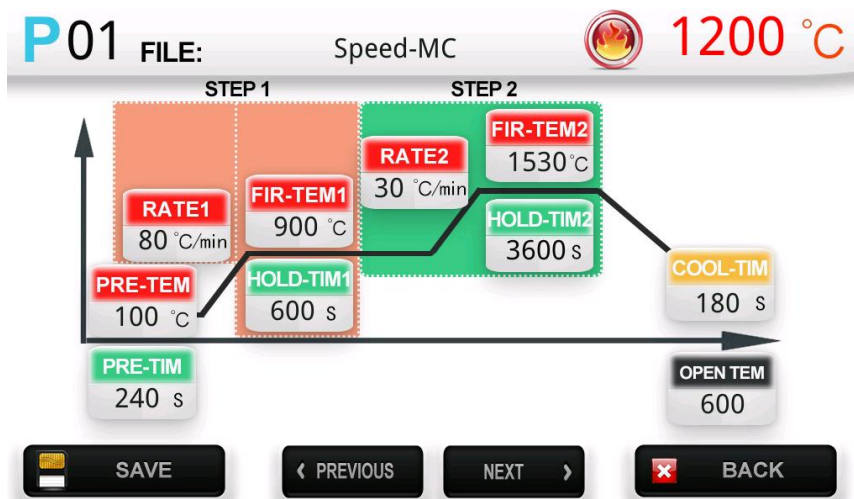 P01 FILE: Speed-MC 1200 °C
STEP 1 STEP 2
FIR-TEM2
1530°C
RATE2
30 °C/min
RATE1
80 °C/min
FIR-TEM1
900 °C
HOLD-TIM2
3600 s
PRE-TEM
100 °C
HOLD-TIM1
600 s
COOL-TIM
180 s
PRE-TIM
240 s
OPEN TEM
600
SAVE ‹ PREVIOUS NEXT › BACK